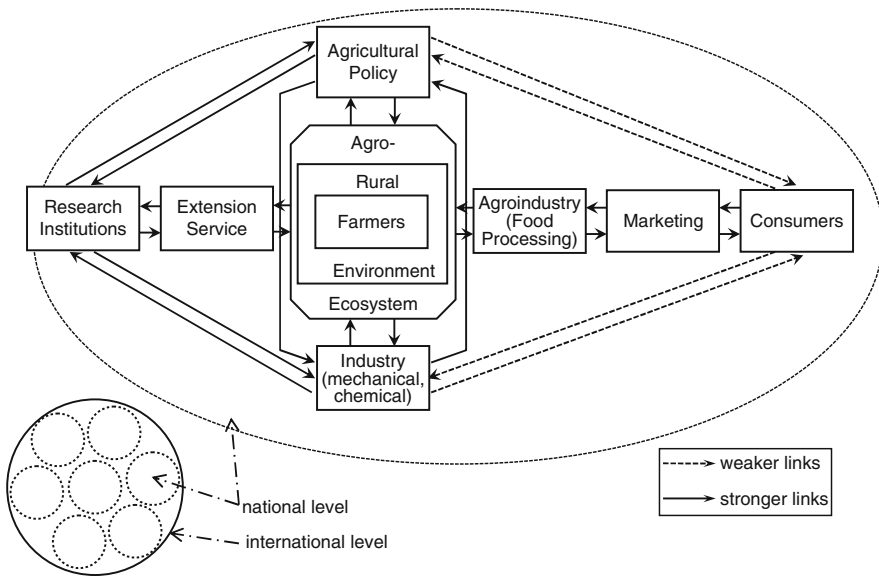 Agricultural
Policy
Agro-
Rural
Farmers
Environment
Ecosystem
Research
Institutions
Extension
Service
Agroindustry
(Food
Processing)
Marketing
Consumers
Industry
(mechanical,
chemical)
national level
international level
weaker links
stronger links